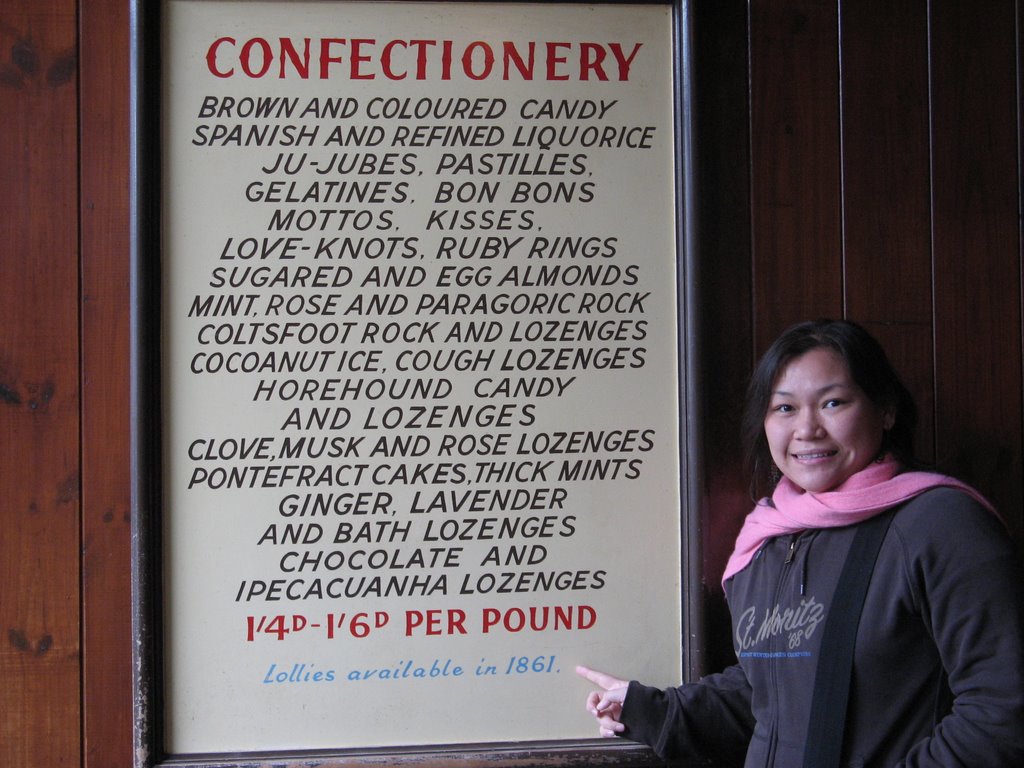 CONFECTIONERY
BROWN AND COLOURED CANDY
SPANISH AND REFINED LIQUORICE
JU-JUBES, PASTILLES,
GELATINES, BON BONS
MOTTOS, KISSES,
LOVE-KNOTS, RUBY RINGS
SUGARED AND EGG ALMONDS
MINT, ROSE AND PARAGORIC ROCK
COLTSFOOT ROCK AND LOZENGES
COCOANUT ICE, COUGH LOZENGES
HOREHOUND CANDY
AND LOZENGES
CLOVE, MUSK AND ROSE LOZENGES
PONTEFRACT CAKES, THICK MINTS
GINGER, LAVENDER
AND BATH LOZENGES
CHOCOLATE AND
IPECACUANHA LOZENGES
1/4D-1/6D PER POUND
Lollies available in 1861.
St. Moritz
'88